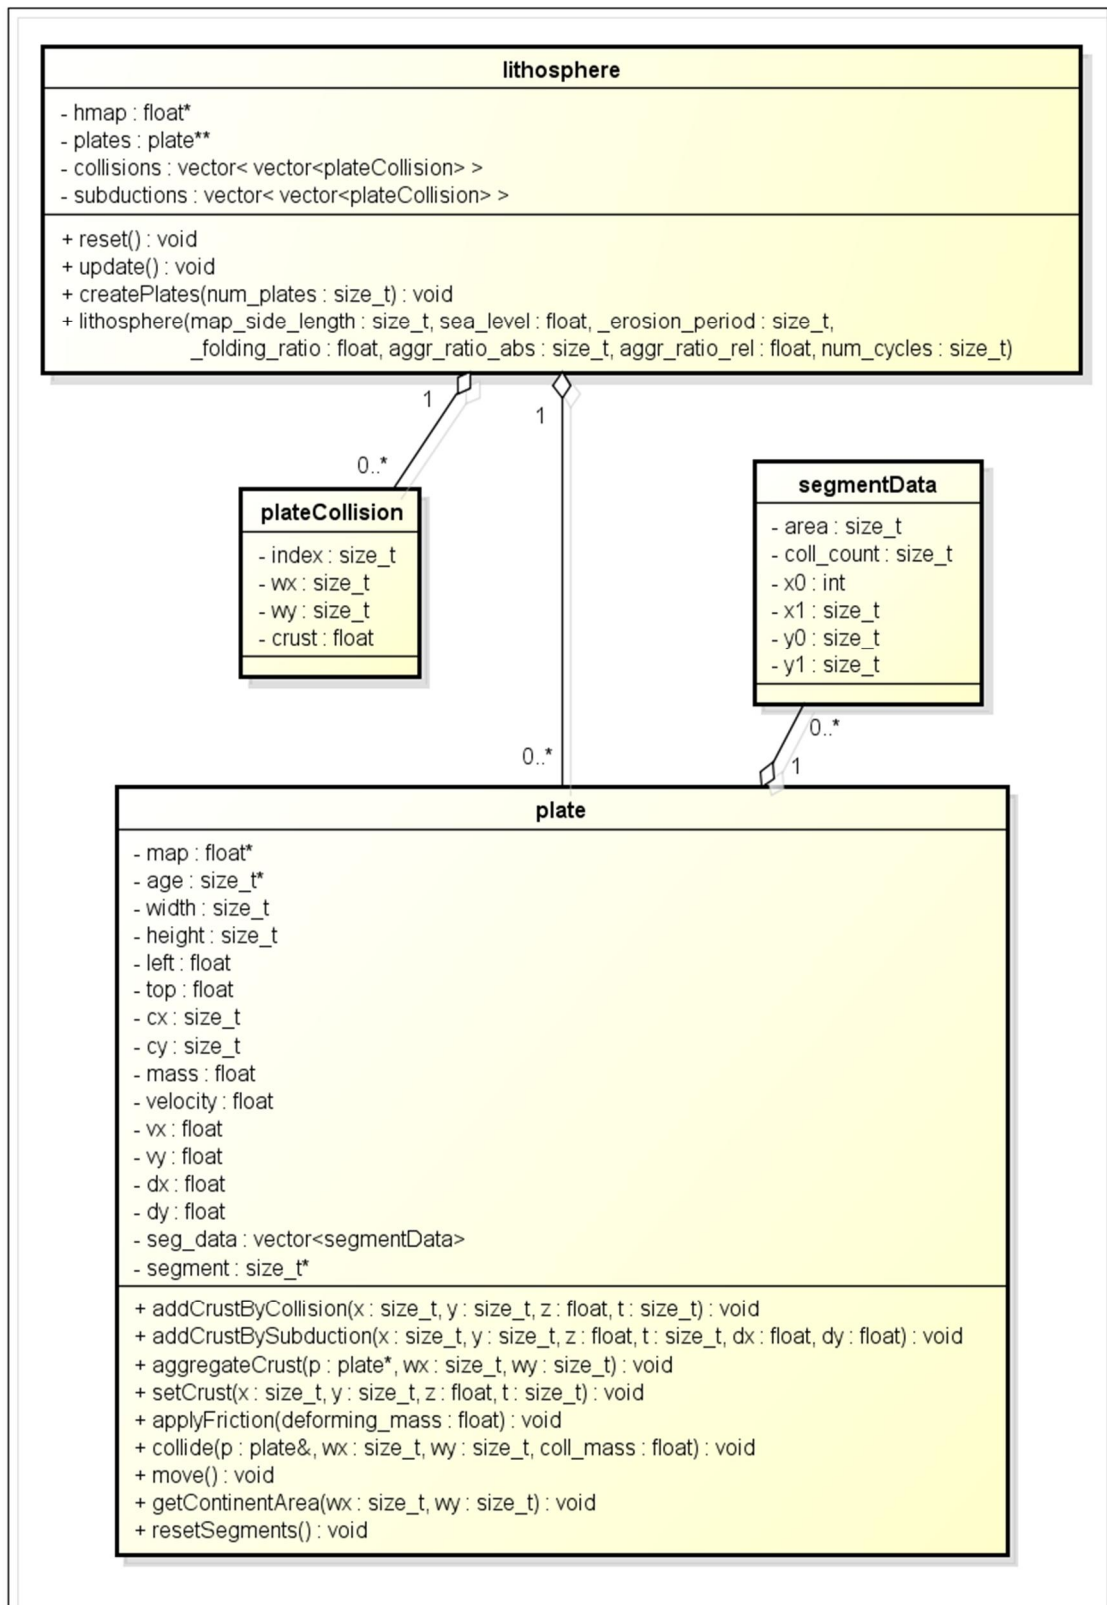 lithosphere
- hmap : float*
- plates : plate**
- collisions : vector< vector<plateCollision> >
- subductions : vector< vector<plateCollision> >
+ reset() : void
+ update() : void
+ createPlates(num_plates : size_t) : void
+ lithosphere(map_side_length : size_t, sea_level : float, _erosion_period : size_t,
_folding_ratio : float, aggr_ratio_abs : size_t, aggr_ratio_rel : float, num_cycles : size_t)
1
1
0..*
plateCollision
- index : size_t
- wx : size_t
- wy : size_t
- crust : float
segmentData
- area : size_t
- coll_count : size_t
- x0 : int
- x1 : size_t
- y0 : size_t
- y1 : size_t
0..*
0..*
1
plate
- map : float*
- age : size_t*
- width : size_t
- height : size_t
- left : float
- top : float
- cx : size_t
- cy : size_t
- mass : float
- velocity : float
- vx : float
- vy : float
- dx : float
- dy : float
- seg_data : vector<segmentData>
- segment : size_t*
+ addCrustByCollision(x : size_t, y : size_t, z : float, t : size_t) : void
+ addCrustBySubduction(x : size_t, y : size_t, z : float, t : size_t, dx : float, dy : float) : void
+ aggregateCrust(p : plate*, wx : size_t, wy : size_t) : void
+ setCrust(x : size_t, y : size_t, z : float, t : size_t) : void
+ applyFriction(deforming_mass : float) : void
+ collide(p : plate&, wx : size_t, wy : size_t, coll_mass : float) : void
+ move() : void
+ getContinentArea(wx : size_t, wy : size_t) : void
+ resetSegments() : void